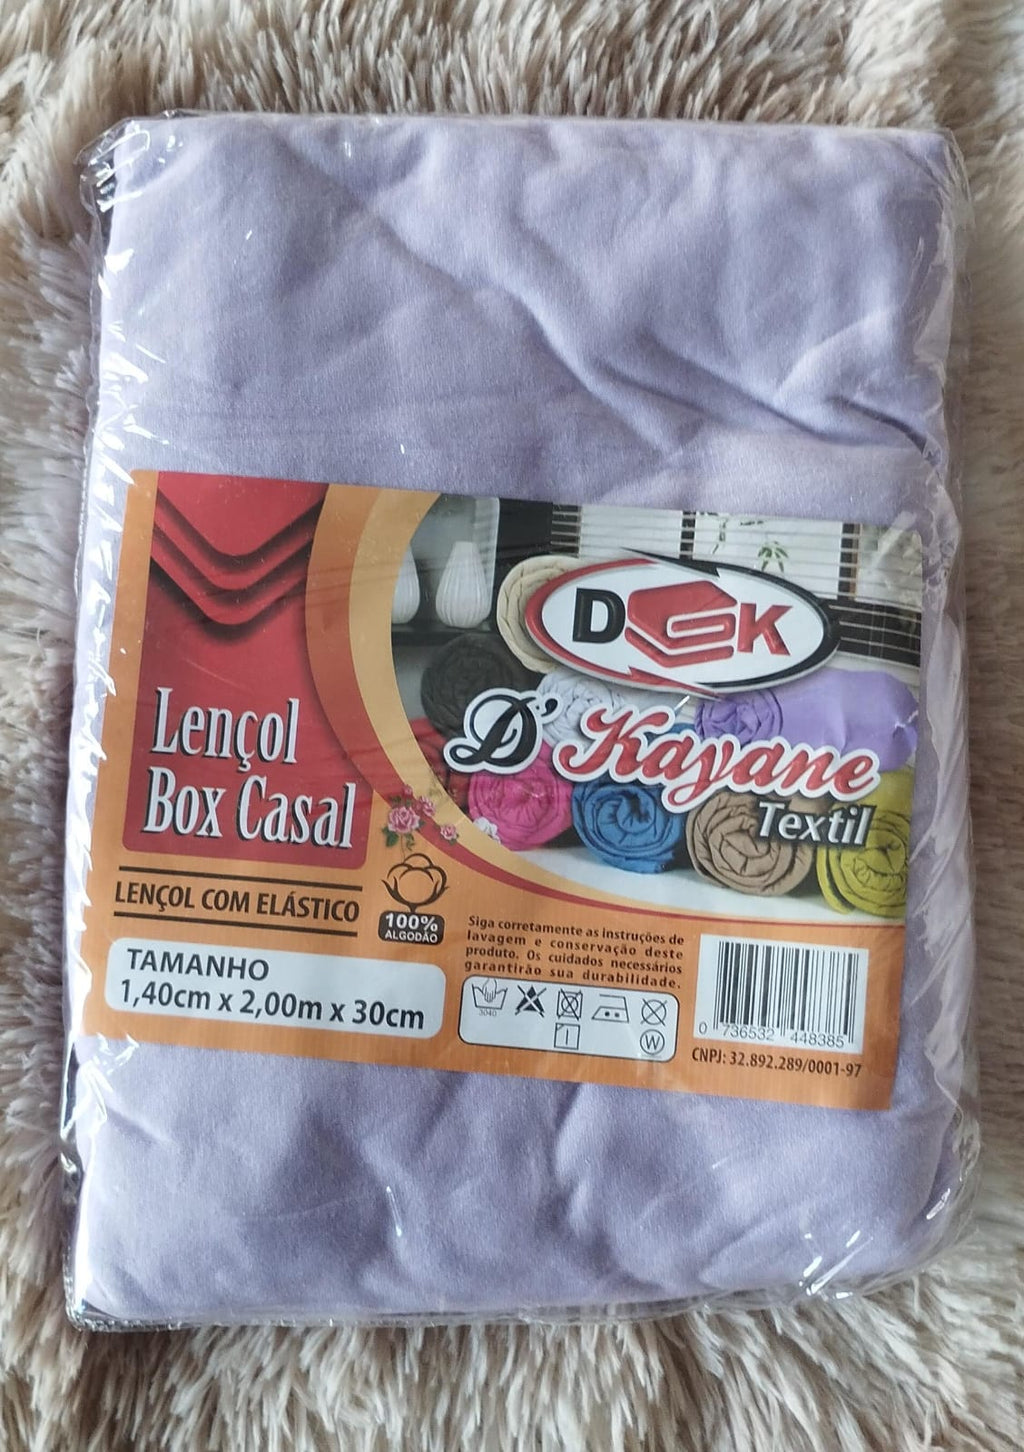 DGK
D' Kayane
Textil
Lençol
Box Casal
LENÇOL COM ELÁSTICO
100%
ALGODÃO
TAMANHO
1,40cm x 2,00m x 30cm
Siga corretamente as instruções de
lavagem e conservação deste
produto. Os cuidados necessários
garantirão sua durabilidade.
3040
W
0 736532 448385
CNPJ: 32.892.289/0001-97